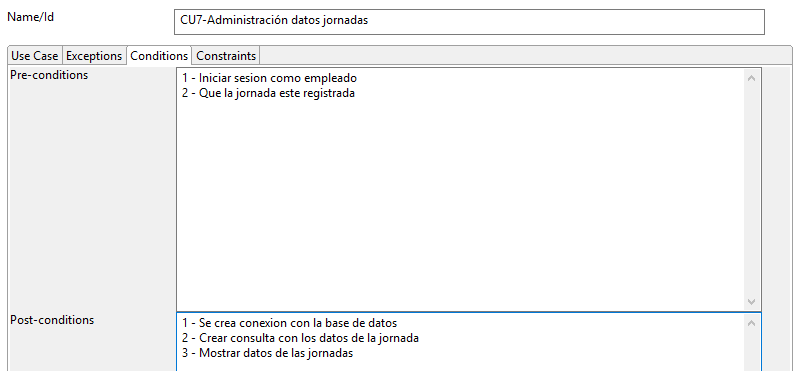 Name/Id
CU7-Administración datos jornadas
Use Case
Exceptions
Conditions
Constraints
Pre-conditions
1 - Iniciar sesion como empleado
2 - Que la jornada este registrada
Post-conditions
1 - Se crea conexion con la base de datos
2 - Crear consulta con los datos de la jornada
3 - Mostrar datos de las jornadas